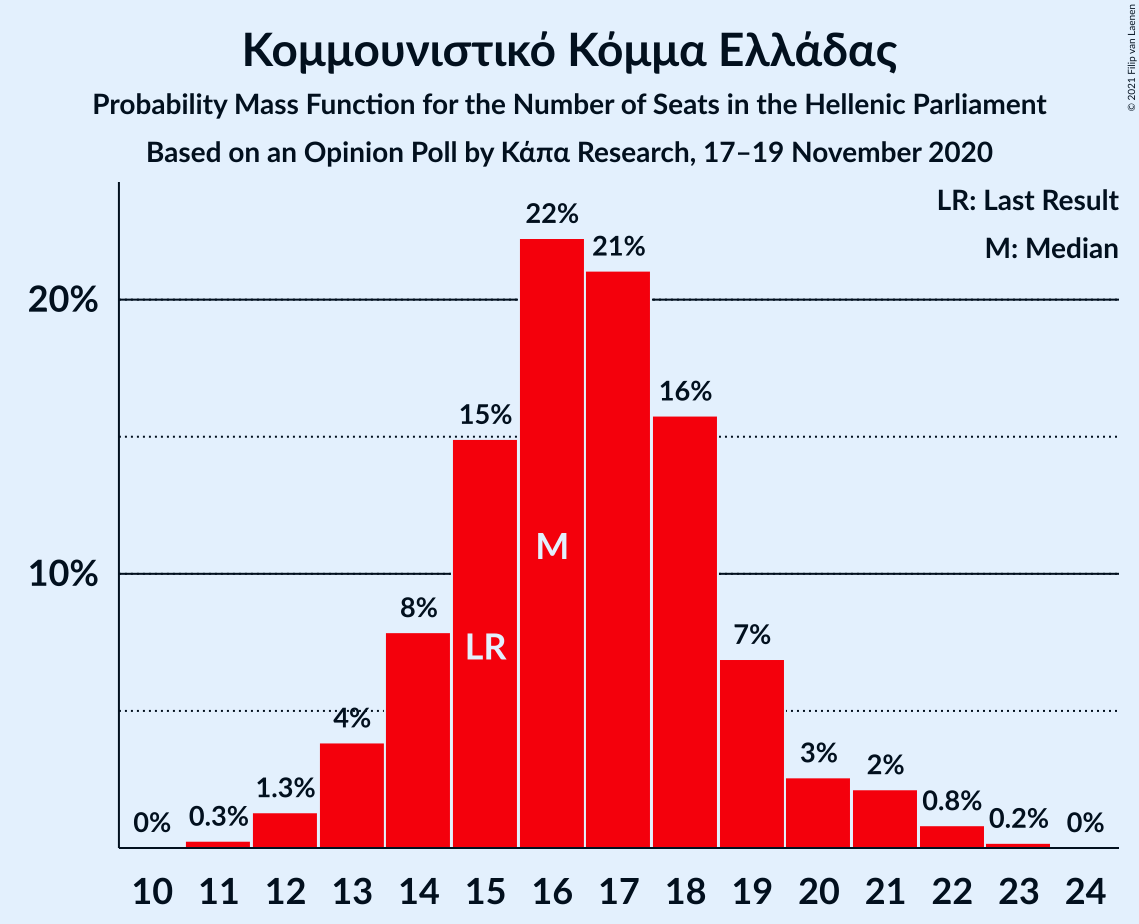 Κομμουνιστικό Κόμμα Ελλάδας
Probability Mass Function for the Number of Seats in the Hellenic Parliament
Based on an Opinion Poll by Κάπα Research, 17–19 November 2020
© 2021 Filip van Laenen
LR: Last Result
M: Median
20%
10%
0%
0.3%
1.3%
4%
8%
15%
22%
21%
16%
7%
3%
2%
0.8%
0.2%
0%
LR
M
10 11 12 13 14 15 16 17 18 19 20 21 22 23 24